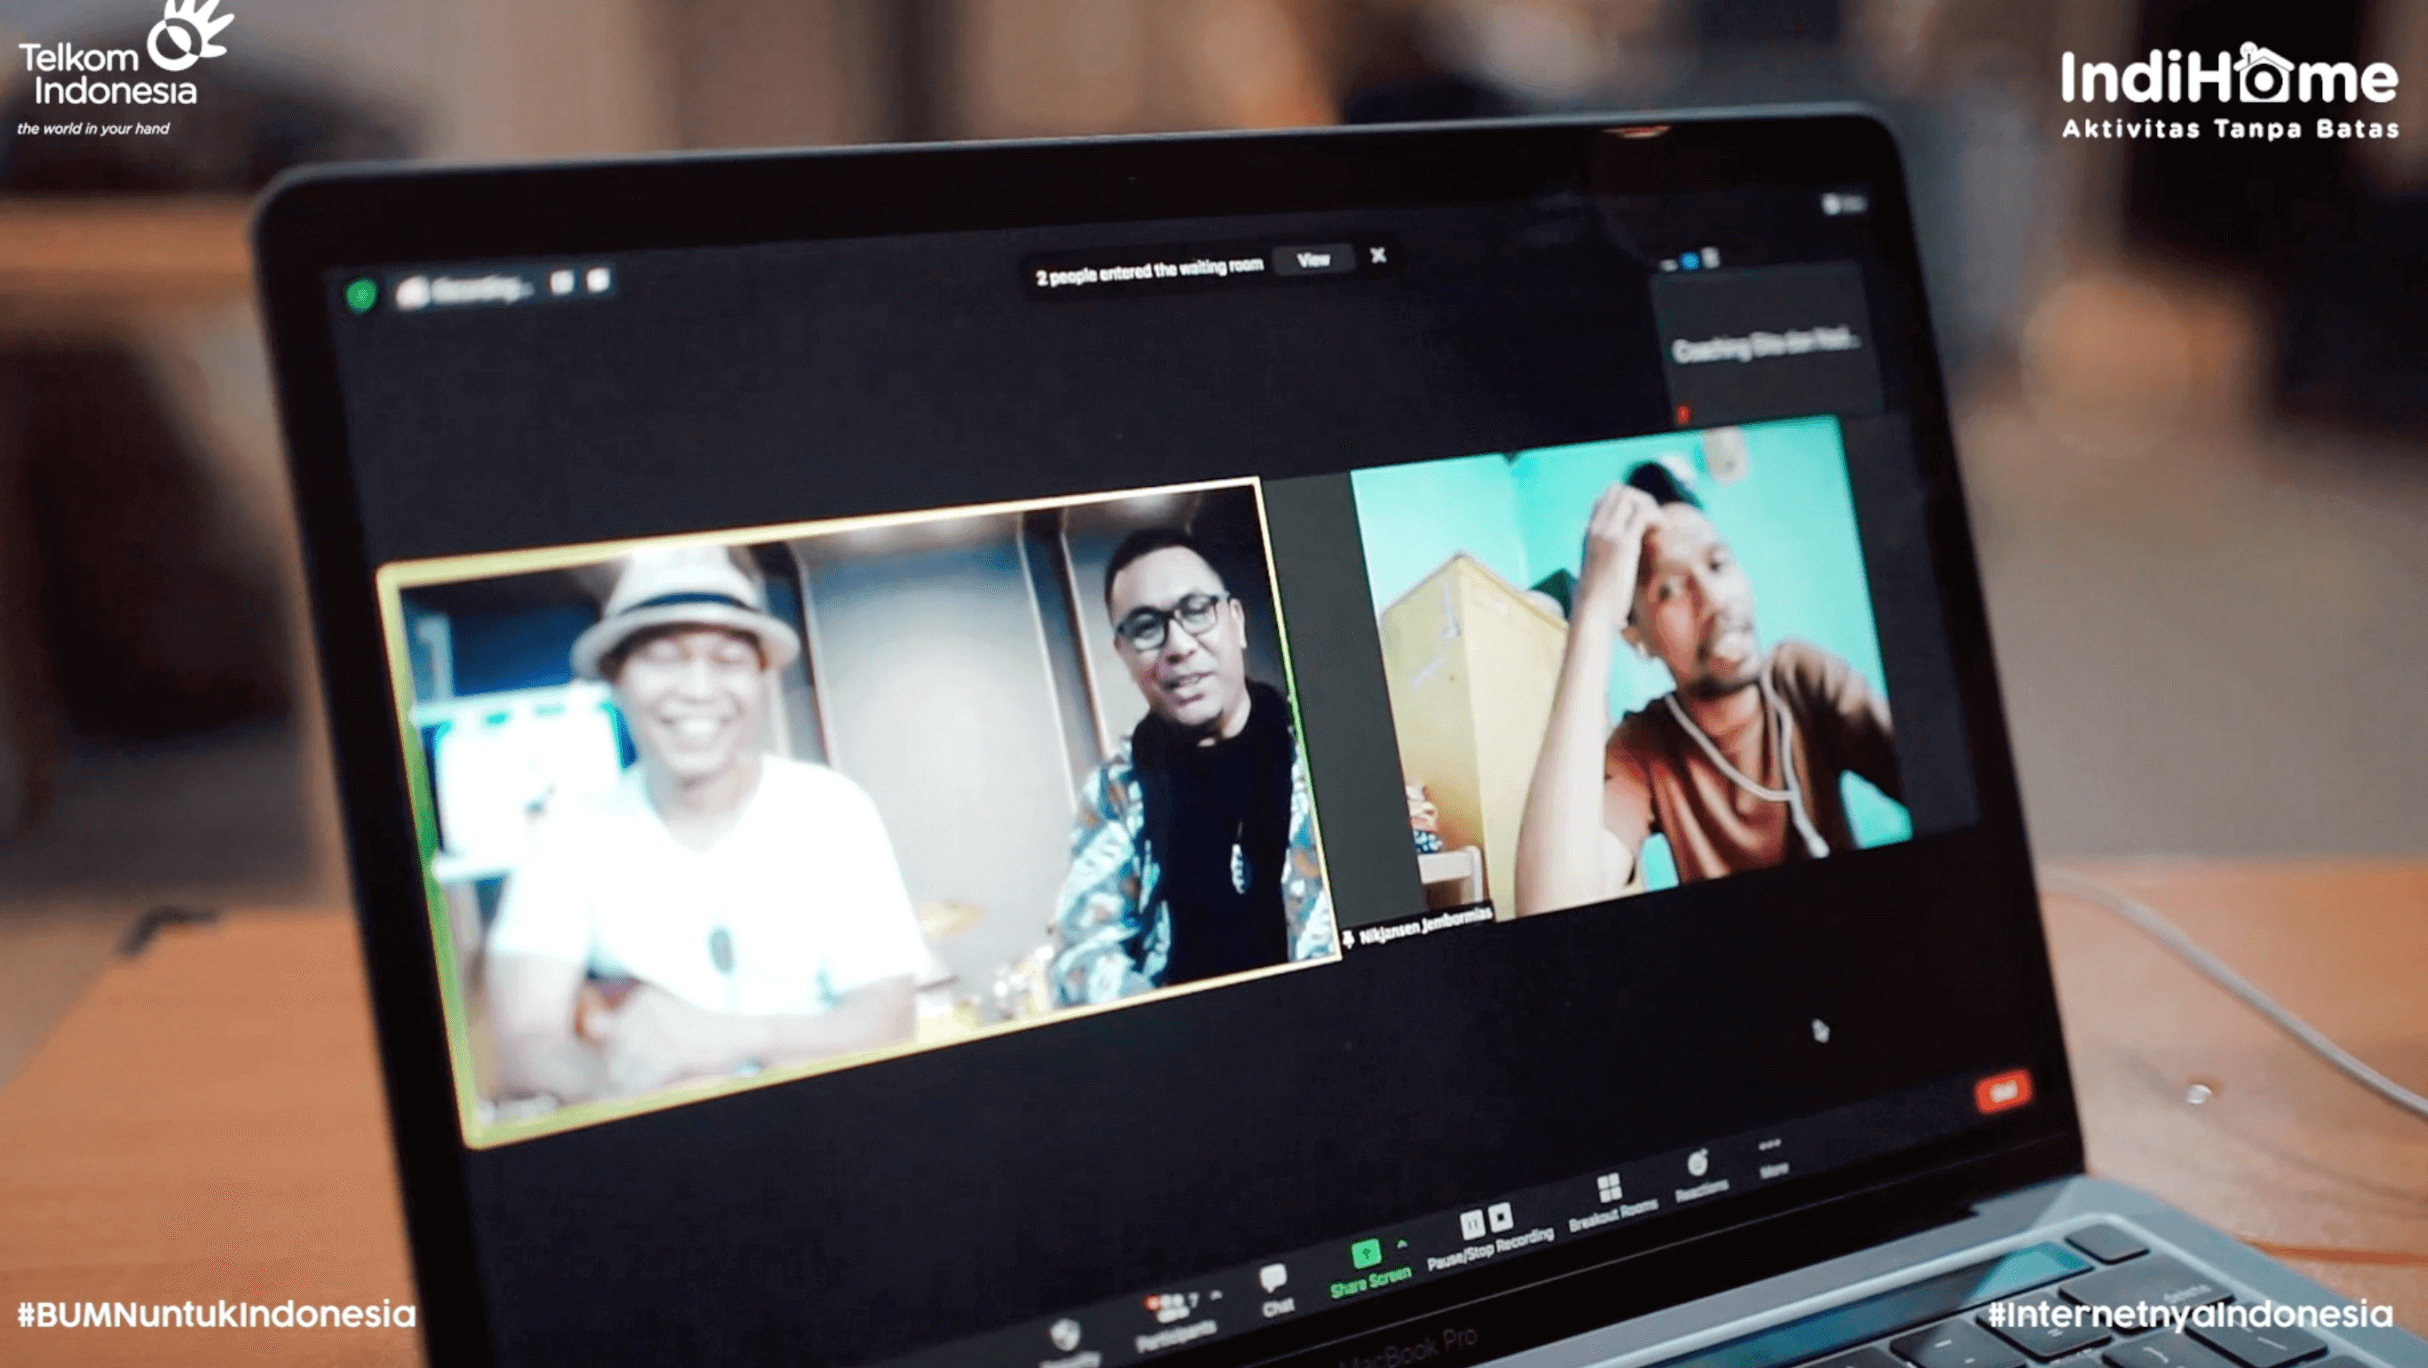 Telkom
Indonesia
the world in your hand
IndiHome
Aktivitas Tanpa Batas
Recording...
2 people entered the waiting room
View
Coaching
Nikjansen Jembormias
End
Participants
7
Chat
Share Screen
Pause/Stop Recording
Breakout Rooms
Reactions
More
MacBook Pro
#BUMNuntukIndonesia
#InternetnyaIndonesia